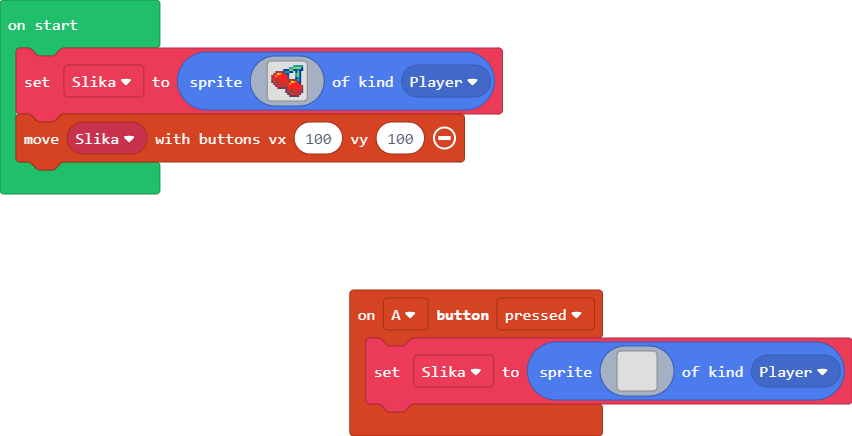 on start
set Slika to sprite of kind Player
move Slika with buttons vx 100 vy 100
on A button pressed
set Slika to sprite of kind Player